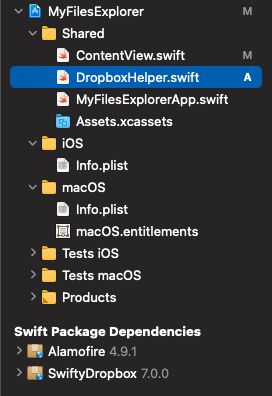 MyFilesExplorer M
Shared
ContentView.swift M
DropboxHelper.swift A
MyFilesExplorerApp.swift
Assets.xcassets
iOS
Info.plist
macOS
Info.plist
macOS.entitlements
Tests iOS
Tests macOS
Products
Swift Package Dependencies
Alamofire 4.9.1
SwiftyDropbox 7.0.0